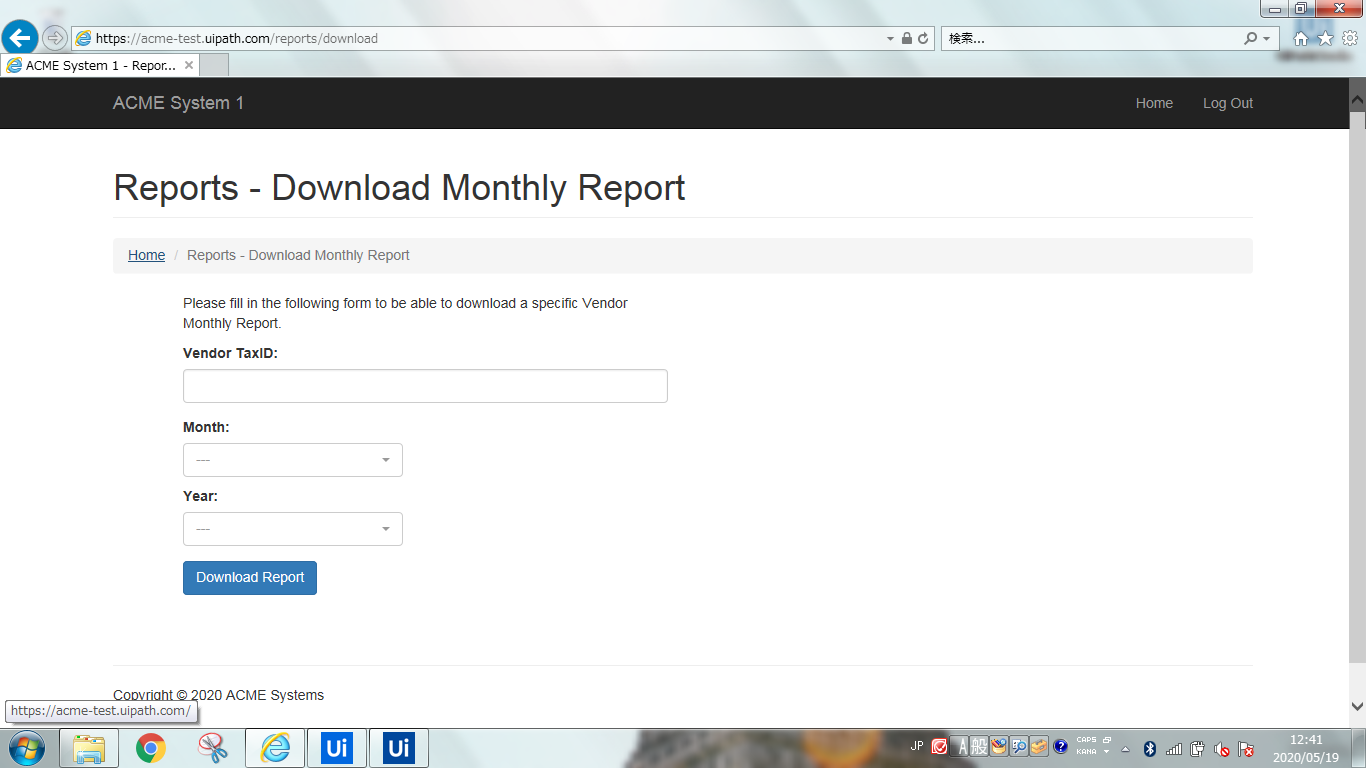 https://acme-test.uipath.com/reports/download
検索...
ACME System 1 - Repor...
ACME System 1
Home
Log Out
Reports - Download Monthly Report
Home / Reports - Download Monthly Report
Please fill in the following form to be able to download a specific Vendor
Monthly Report.
Vendor TaxID:
Month:
---
Year:
---
Download Report
Copyright © 2020 ACME Systems
https://acme-test.uipath.com/
Ui
Ui
JP
A 般
CAPS
KANA
12:41
2020/05/19